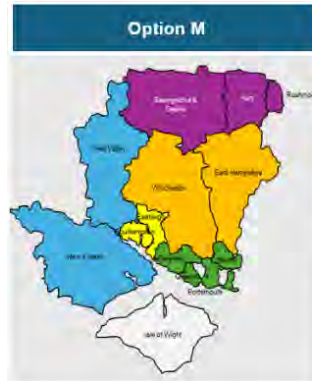 Option M
Basingstoke &
Deane
Hart
Rushmoor
Test Valley
Winchester
East Hampshire
Eastleigh
Southampton
New Forest
Portsmouth
Isle of Wight